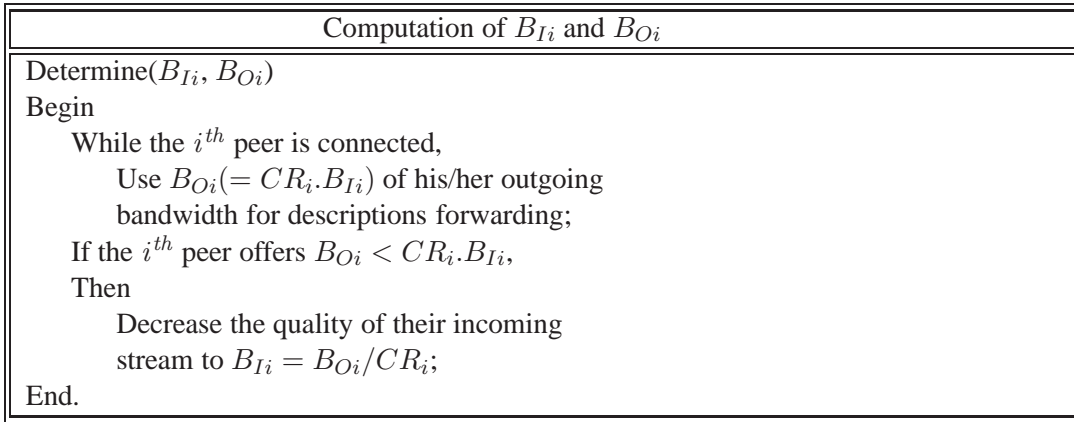 Computation of $B_{Ii}$ and $B_{Oi}$
Determine($B_{Ii}$, $B_{Oi}$)
Begin
While the $i^{th}$ peer is connected,
Use $B_{Oi}(= CR_i.B_{Ii})$ of his/her outgoing
bandwidth for descriptions forwarding;
If the $i^{th}$ peer offers $B_{Oi} < CR_i.B_{Ii}$,
Then
Decrease the quality of their incoming
stream to $B_{Ii} = B_{Oi}/CR_i$;
End.